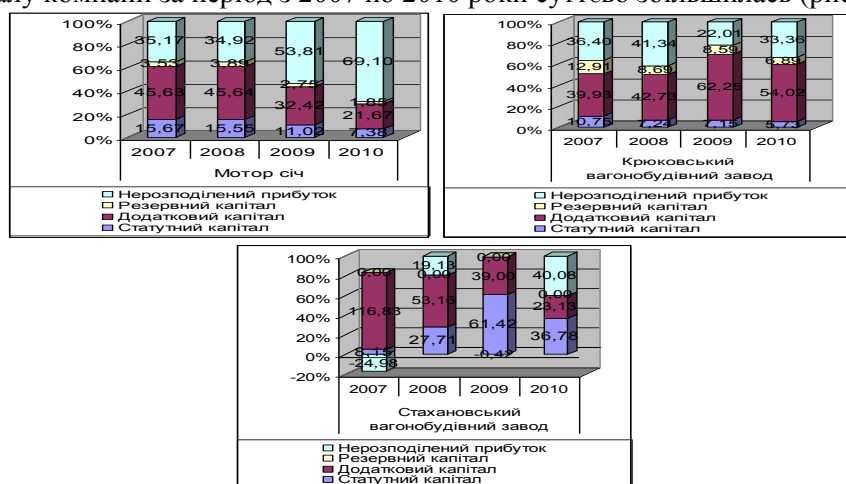 алу компанії за період з 2007 по 2010 роки суттєво збільшилась (рис
100%
80%
60%
40%
20%
0%
35,17 34,92 53,81 69,10
3,53 3,89 2,75 1,85
45,63 45,64 32,42 21,67
15,67 15,55 11,02 7,38
2007 2008 2009 2010
Мотор січ
Нерозподілений прибуток
Резервний капітал
Додатковий капітал
Статутний капітал
100%
80%
60%
40%
20%
0%
36,40 41,34 22,01 33,36
12,91 8,69 8,59 6,89
39,93 42,73 62,25 54,02
10,75 7,24 7,15 5,73
2007 2008 2009 2010
Крюковський
вагонобудівний завод
Нерозподілений прибуток
Резервний капітал
Додатковий капітал
Статутний капітал
100%
80%
60%
40%
20%
0%
-20%
0,00 19,13 0,00 40,08
116,83 0,00 39,00 0,00
8,15 53,16 61,42 23,13
-24,98 27,71 -0,42 36,78
2007 2008 2009 2010
Стахановський
вагонобудівний завод
Нерозподілений прибуток
Резервний капітал
Додатковий капітал
Статутний капітал